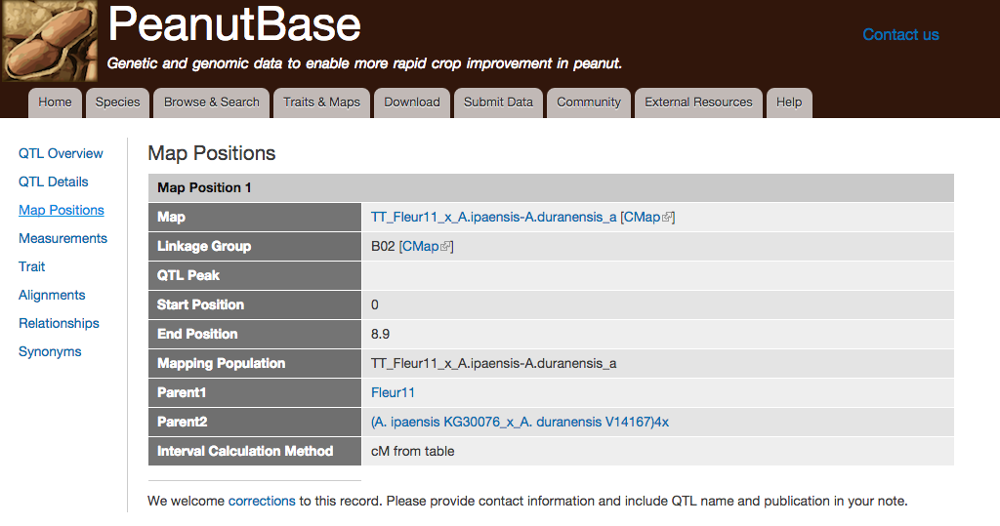 PeanutBase
Contact us
Genetic and genomic data to enable more rapid crop improvement in peanut.
Home Species Browse & Search Traits & Maps Download Submit Data Community External Resources Help
QTL Overview
QTL Details
Map Positions
Measurements
Trait
Alignments
Relationships
Synonyms
Map Positions
Map Position 1
Map TT_Fleur11_x_A.ipaensis-A.duranensis_a [CMap]
Linkage Group B02 [CMap]
QTL Peak
Start Position 0
End Position 8.9
Mapping Population TT_Fleur11_x_A.ipaensis-A.duranensis_a
Parent1 Fleur11
Parent2 (A. ipaensis KG30076_x_A. duranensis V14167)4x
Interval Calculation Method cM from table
We welcome corrections to this record. Please provide contact information and include QTL name and publication in your note.